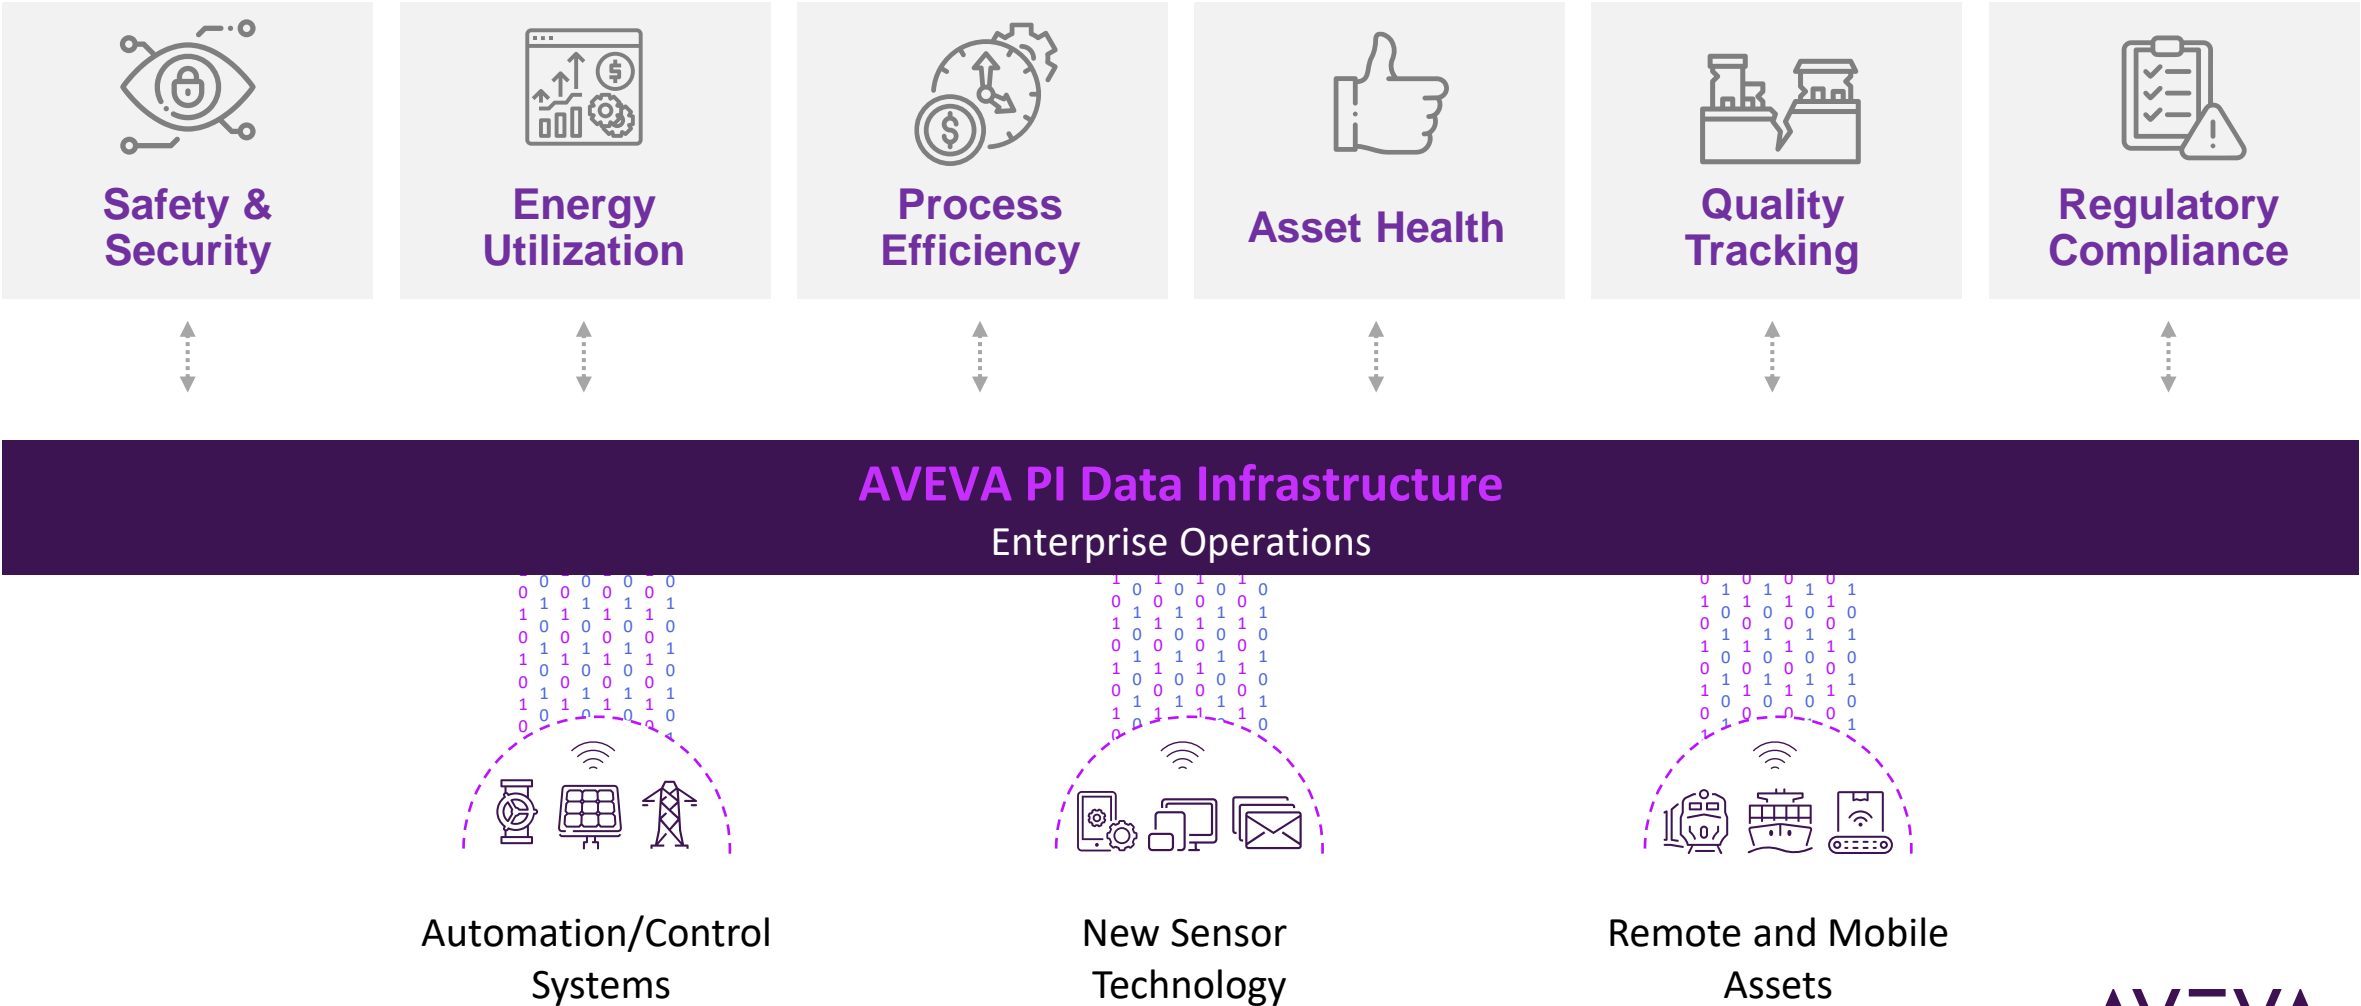 Safety &
Security
Energy
Utilization
Process
Efficiency
Asset Health
Quality
Tracking
Regulatory
Compliance
AVEVA PI Data Infrastructure
Enterprise Operations
Automation/Control
Systems
New Sensor
Technology
Remote and Mobile
Assets
AVEVA